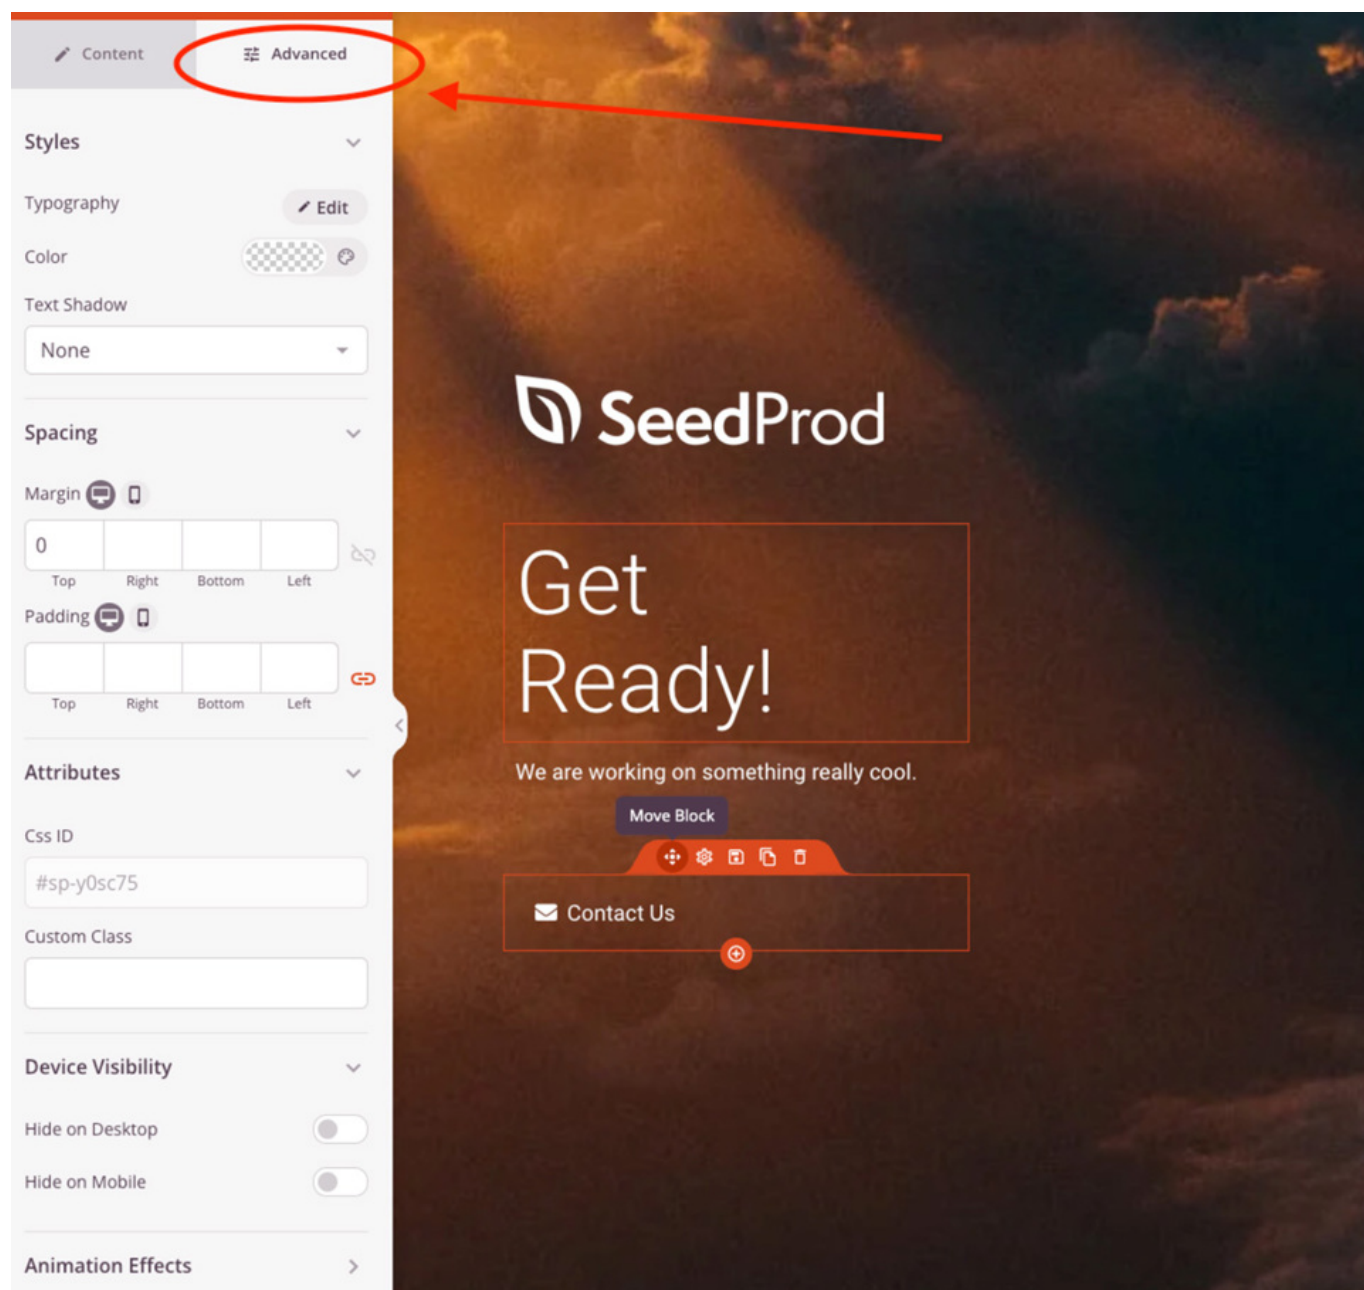 Content
Advanced
Styles
Typography
Edit
Color
Text Shadow
None
Spacing
Margin
0
Top Right Bottom Left
Padding
Top Right Bottom Left
Attributes
Css ID
#sp-y0sc75
Custom Class
Device Visibility
Hide on Desktop
Hide on Mobile
Animation Effects
SeedProd
Get
Ready!
We are working on something really cool.
Move Block
Contact Us